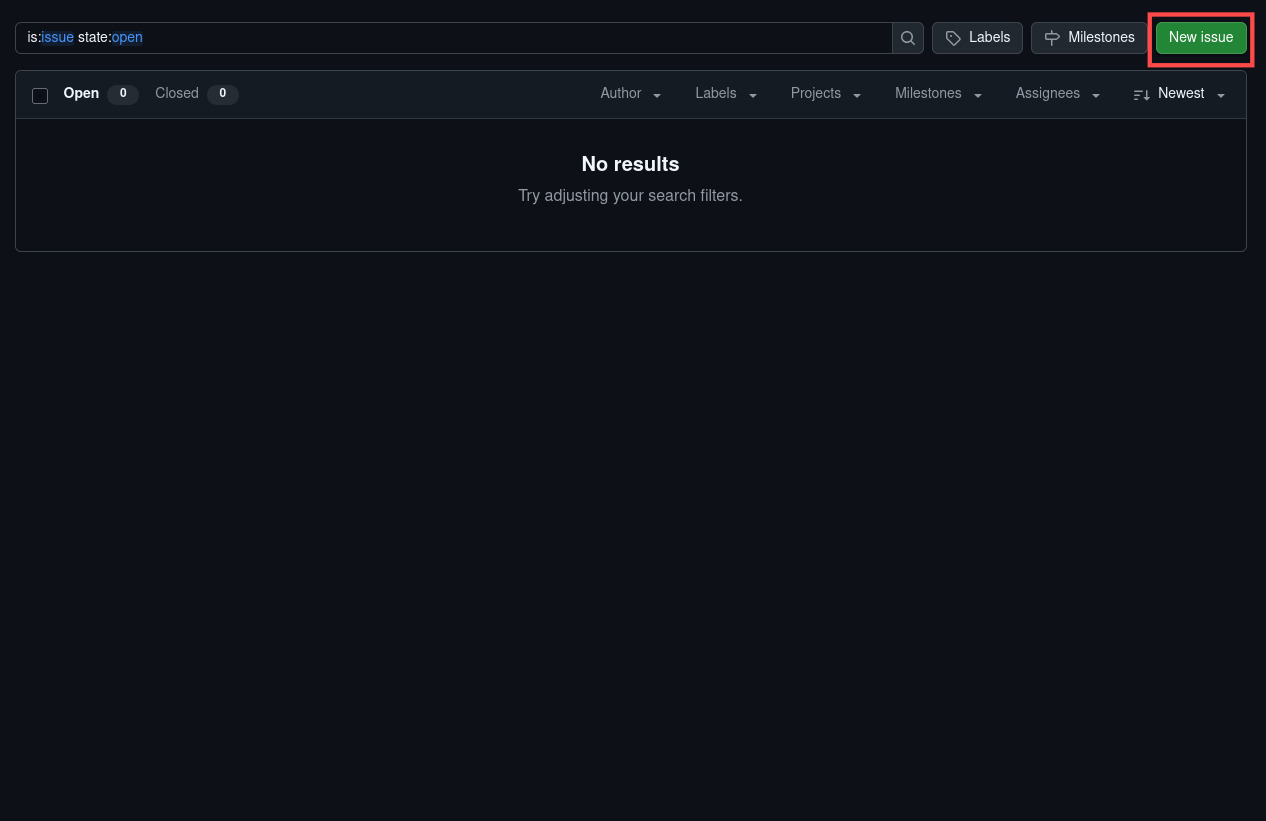 is:issue state:open
Labels
Milestones
New issue
Open 0 Closed 0
Author Labels Projects Milestones Assignees Newest
No results
Try adjusting your search filters.